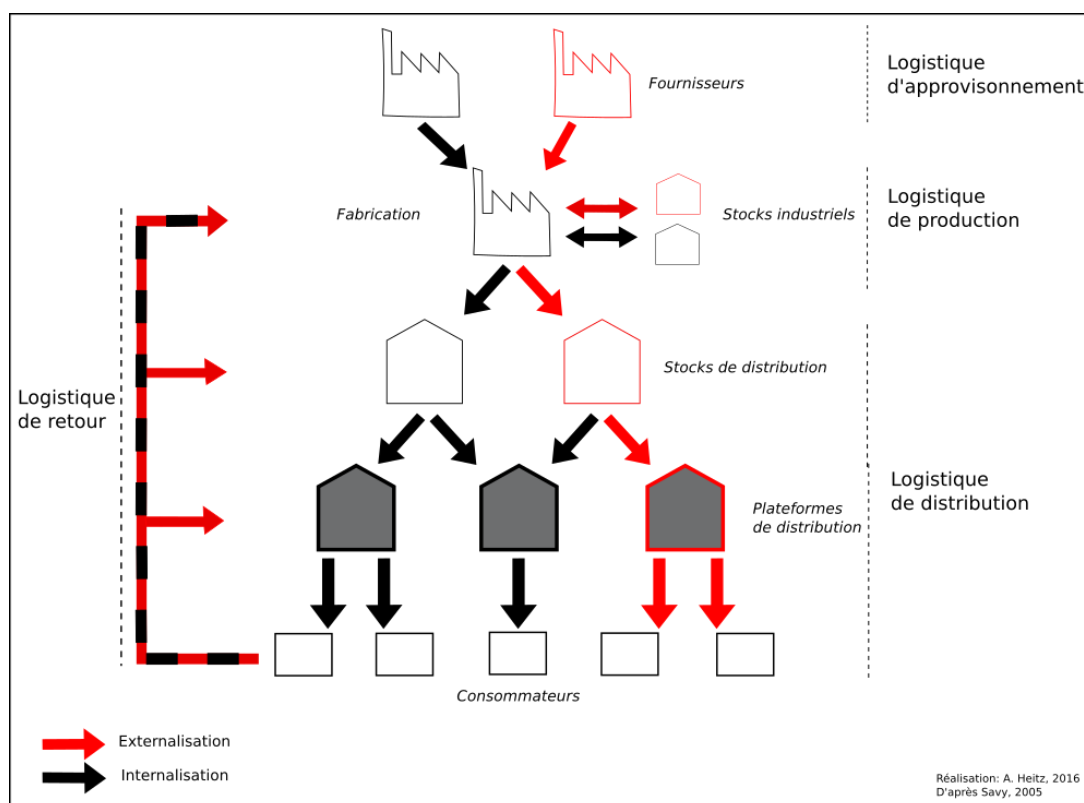 Fournisseurs
Logistique
d'approvisonnement
Fabrication
Stocks industriels
Logistique
de production
Stocks de distribution
Logistique
de retour
Plateformes
de distribution
Logistique
de distribution
Consommateurs
Externalisation
Internalisation
Réalisation: A. Heitz, 2016
D'après Savy, 2005